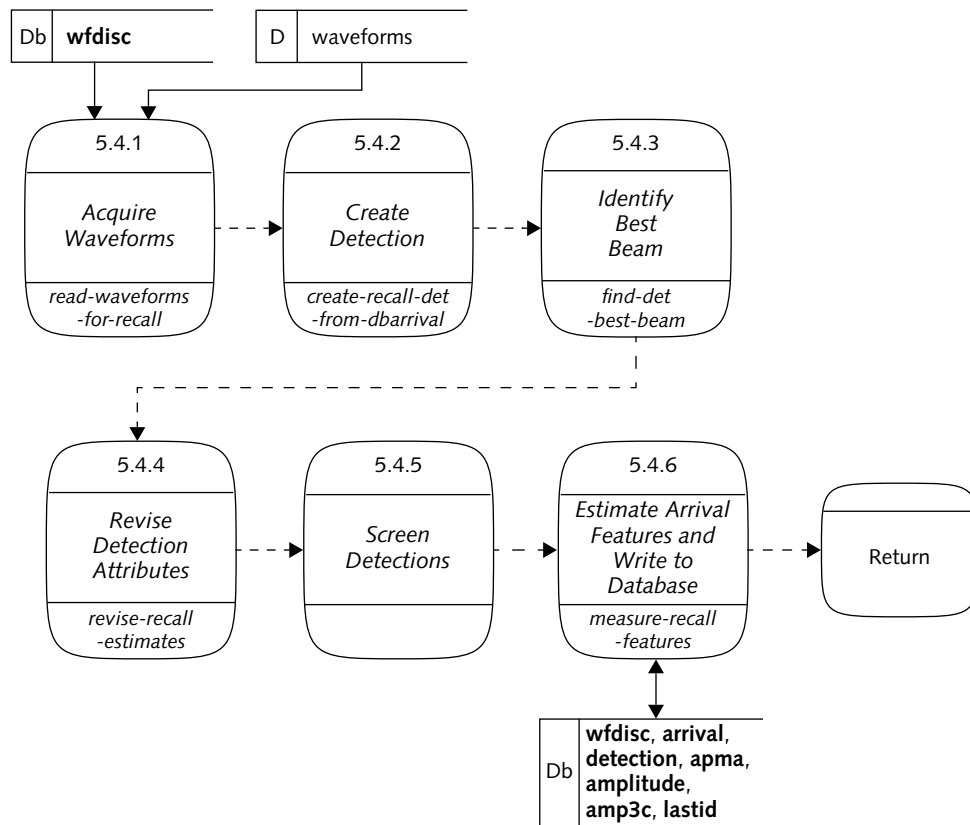 Db wfdisc
D waveforms
5.4.1
Acquire
Waveforms
read-waveforms
-for-recall
5.4.2
Create
Detection
create-recall-det
-from-dbarrival
5.4.3
Identify
Best
Beam
find-det
-best-beam
5.4.4
Revise
Detection
Attributes
revise-recall
-estimates
5.4.5
Screen
Detections
5.4.6
Estimate Arrival
Features and
Write to
Database
measure-recall
-features
Return
Db
wfdisc, arrival,
detection, apma,
amplitude,
amp3c, lastid